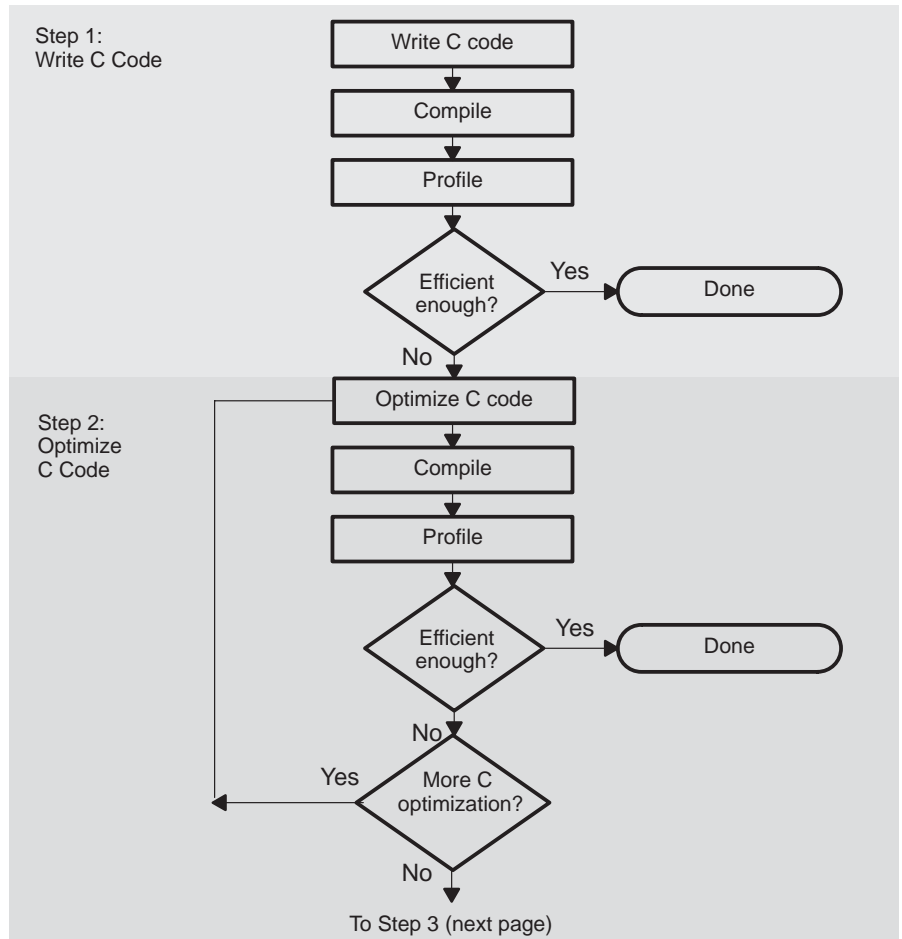 Step 1:
Write C Code
Write C code
Compile
Profile
Efficient
enough?
Yes
Done
No
Step 2:
Optimize
C Code
Optimize C code
Compile
Profile
Efficient
enough?
Yes
Done
No
More C
optimization?
Yes
No
To Step 3 (next page)